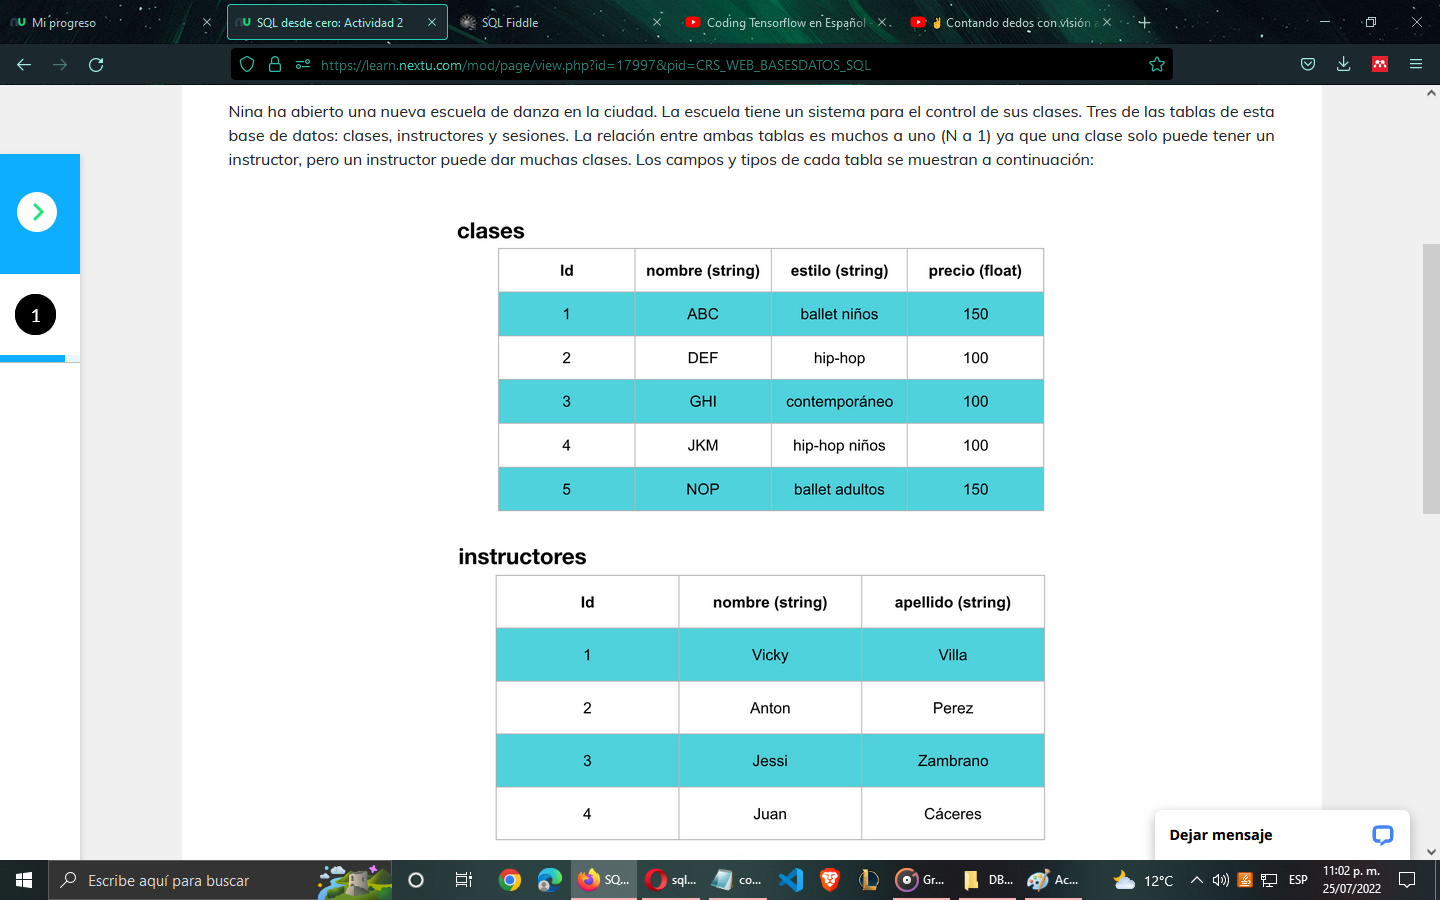 Mi progreso
SQL desde cero: Actividad 2
SQL Fiddle
Coding Tensorflow en Español
Contando dedos con visión a
https://learn.nextu.com/mod/page/view.php?id=17997&pid=CRS_WEB_BASESDATOS_SQL
Nina ha abierto una nueva escuela de danza en la ciudad. La escuela tiene un sistema para el control de sus clases. Tres de las tablas de esta
base de datos: clases, instructores y sesiones. La relación entre ambas tablas es muchos a uno (N a 1) ya que una clase solo puede tener un
instructor, pero un instructor puede dar muchas clases. Los campos y tipos de cada tabla se muestran a continuación:
1
clases
Id nombre (string) estilo (string) precio (float)
1 ABC ballet niños 150
2 DEF hip-hop 100
3 GHI contemporáneo 100
4 JKM hip-hop niños 100
5 NOP ballet adultos 150
instructores
Id nombre (string) apellido (string)
1 Vicky Villa
2 Anton Perez
3 Jessi Zambrano
4 Juan Cáceres
Dejar mensaje
Escribe aquí para buscar
SQ...
sql...
co...
Gr...
DB...
Ac...
12°C
ESP
11:02 p. m.
25/07/2022